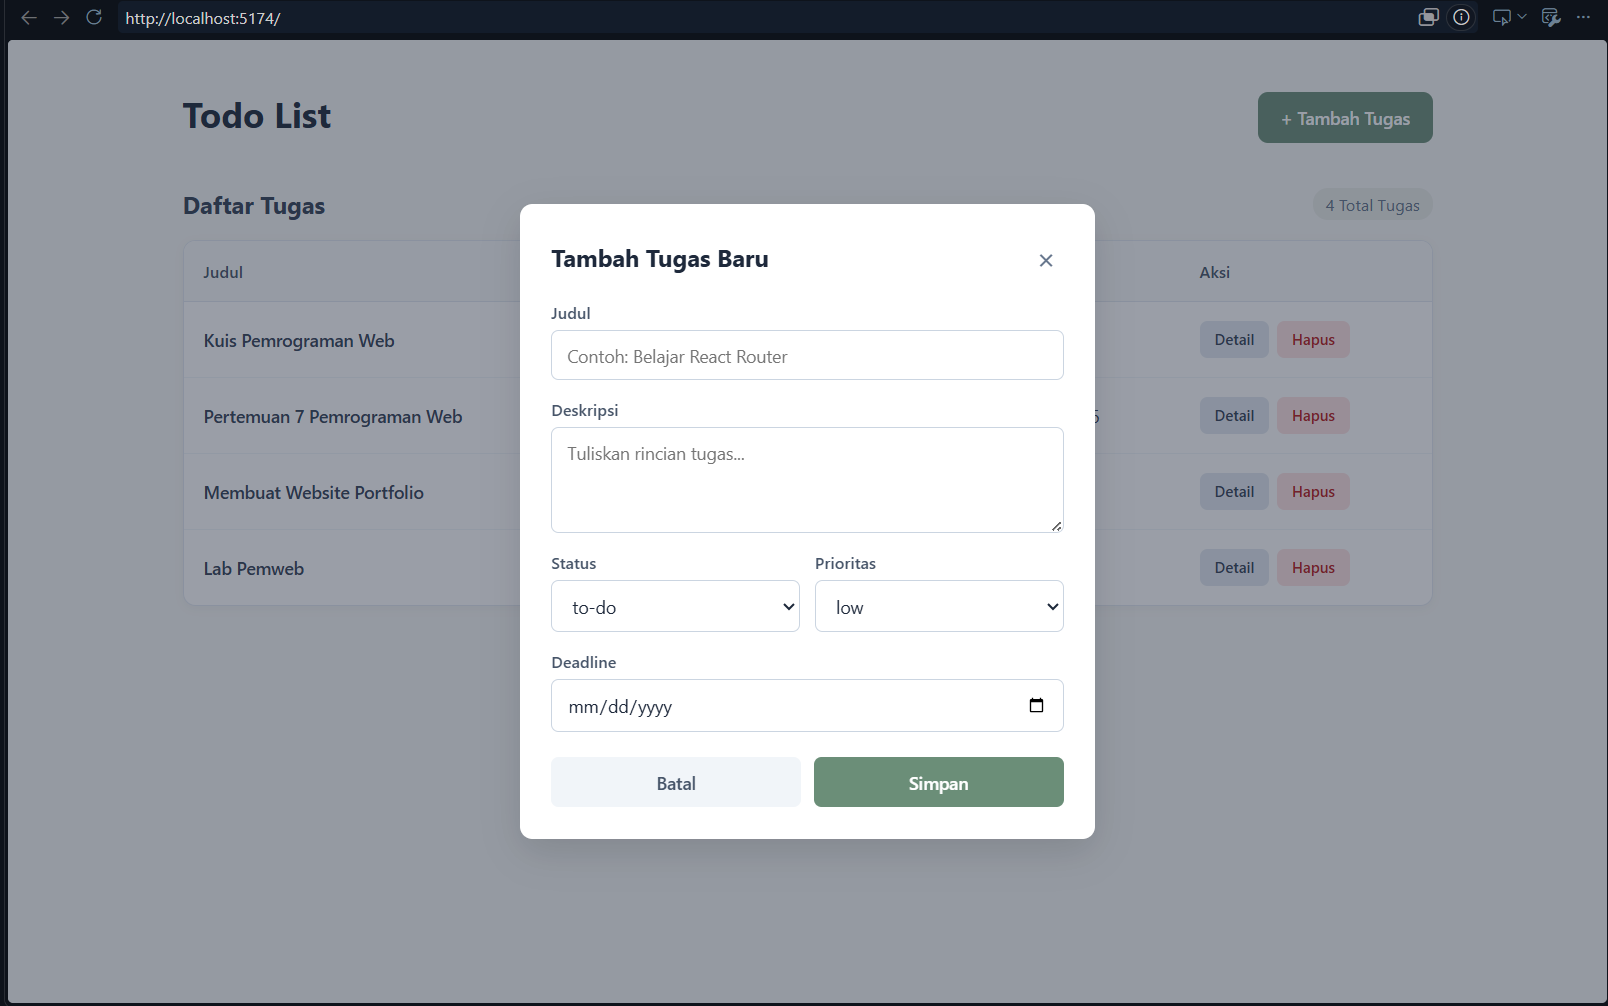 http://localhost:5174/
Todo List
+ Tambah Tugas
Daftar Tugas
4 Total Tugas
Judul
Aksi
Kuis Pemrograman Web
Detail
Hapus
Pertemuan 7 Pemrograman Web
Detail
Hapus
Membuat Website Portfolio
Detail
Hapus
Lab Pemweb
Detail
Hapus
Tambah Tugas Baru
Judul
Contoh: Belajar React Router
Deskripsi
Tuliskan rincian tugas...
Status
Prioritas
to-do
low
Deadline
mm/dd/yyyy
Batal
Simpan